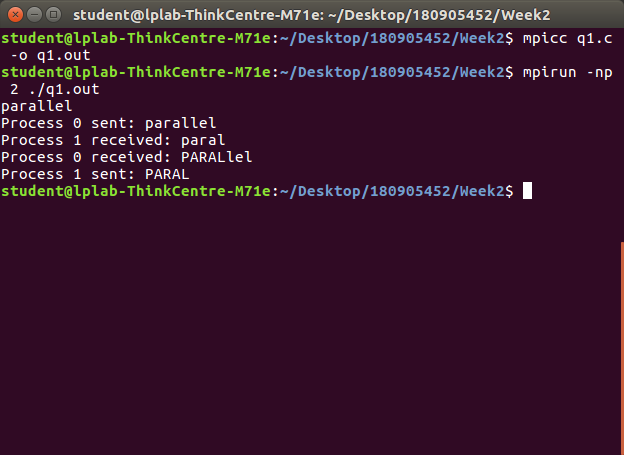 student@lplab-ThinkCentre-M71e: ~/Desktop/180905452/Week2
student@lplab-ThinkCentre-M71e:~/Desktop/180905452/Week2$ mpicc q1.c
 -o q1.out
student@lplab-ThinkCentre-M71e:~/Desktop/180905452/Week2$ mpirun -np
 2 ./q1.out
parallel
Process 0 sent: parallel
Process 1 received: paral
Process 0 received: PARALlel
Process 1 sent: PARAL
student@lplab-ThinkCentre-M71e:~/Desktop/180905452/Week2$